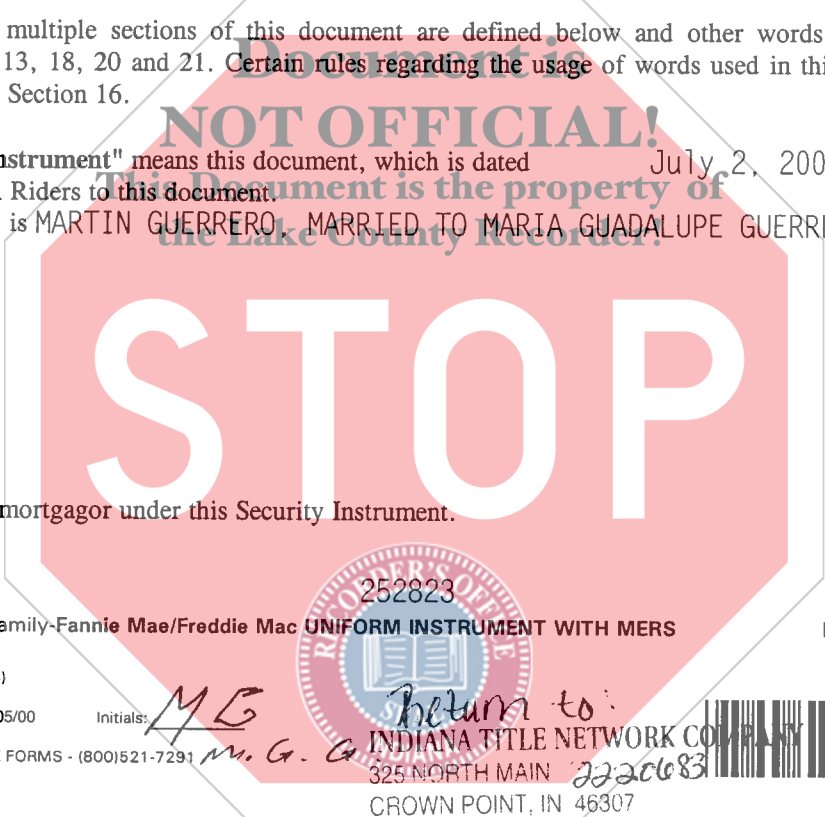 multiple sections of this document are defined below and other words
13, 18, 20 and 21. Certain rules regarding the usage of words used in thi
Section 16.
Document is
NOT OFFICIAL!
This Document is the property of
the Lake County Recorder!
nstrument" means this document, which is dated July 2, 200
Riders to this document.
is MARTIN GUERRERO, MARRIED TO MARIA GUADALUPE GUERR
STOP
mortgagor under this Security Instrument.
RECORDER'S OFFICE
252823
amily-Fannie Mae/Freddie Mac UNIFORM INSTRUMENT WITH MERS
05/00 Initials: MG
FORMS - (800)521-7291 M. G. G
Return to:
INDIANA TITLE NETWORK COMPANY
325 NORTH MAIN 2220683
CROWN POINT, IN 46307